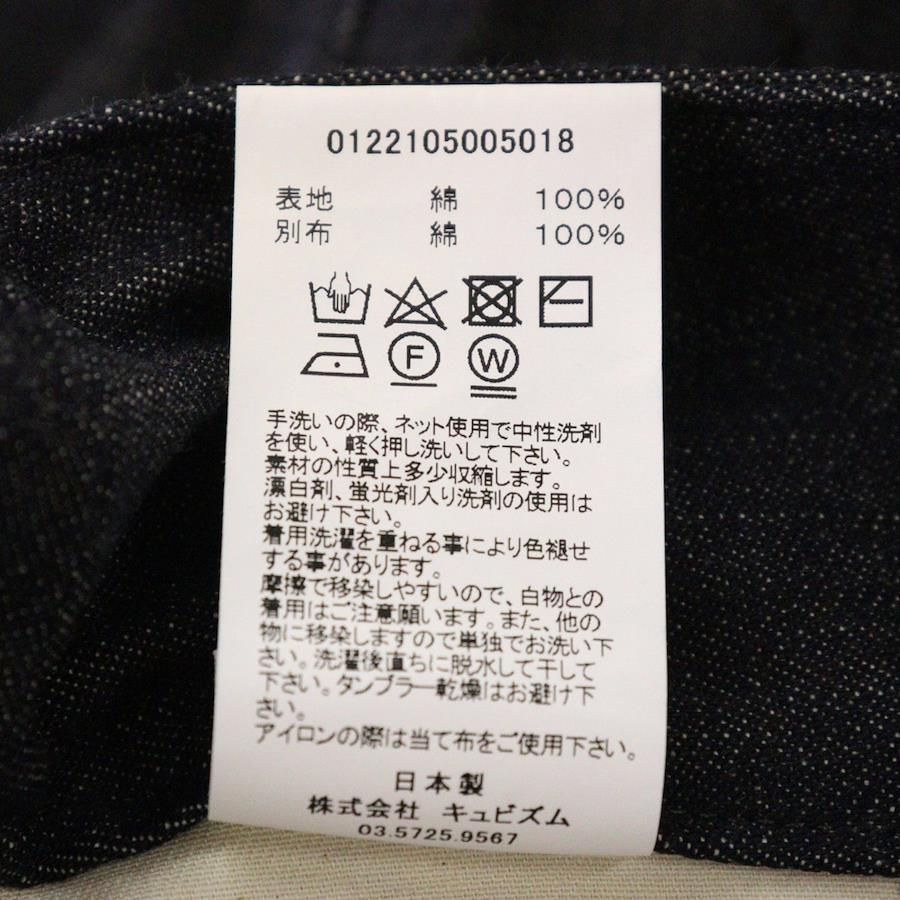 0122105005018
表地 綿 100%
別布 綿 100%
F W
手洗いの際、ネット使用で中性洗剤
を使い、軽く押し洗いして下さい。
素材の性質上多少収縮します。
漂白剤、蛍光剤入り洗剤の使用は
お避け下さい。
着用洗濯を重ねる事により色褪せ
する事があります。
摩擦で移染しやすいので、白物との
着用はご注意願います。また、他の
物に移染しますので単独でお洗い下
さい。洗濯後直ちに脱水して干して
下さい。タンブラー乾燥はお避け下
さい。
アイロンの際は当て布をご使用下さい。
日本製
株式会社 キュビズム
03.5725.9567